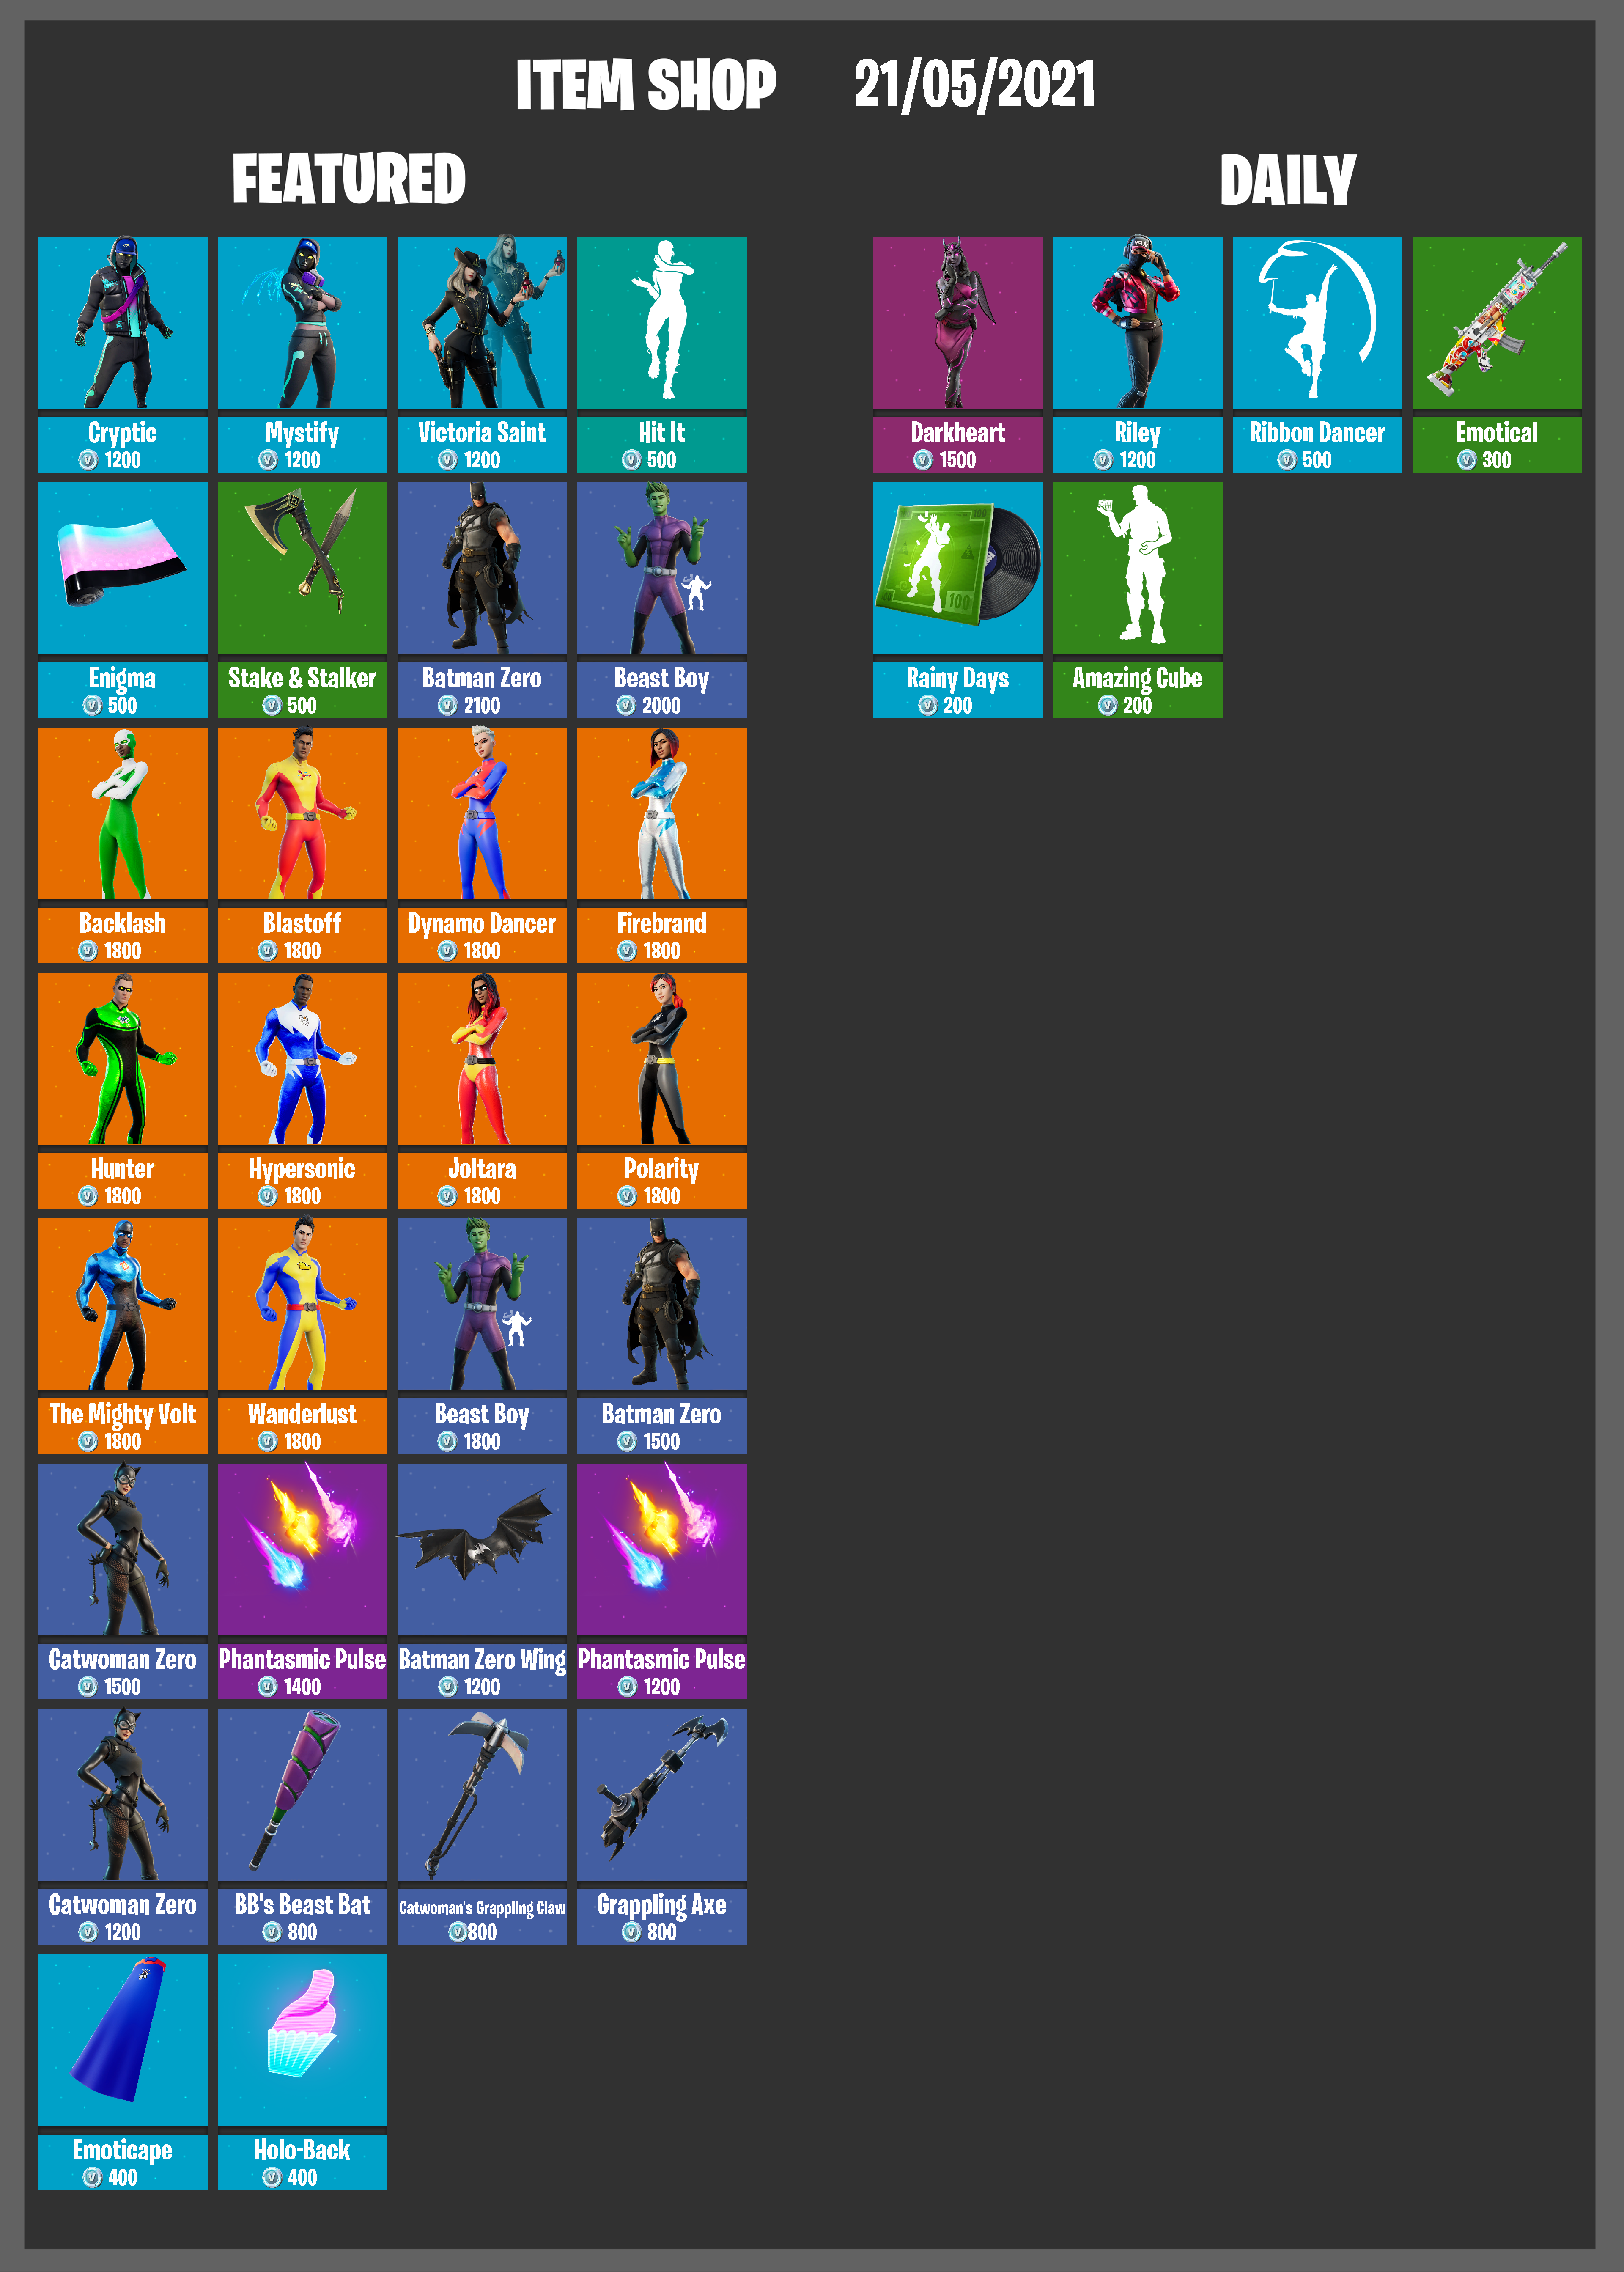 ITEM SHOP 21/05/2021
FEATURED
Cryptic
1200
Mystify
1200
Victoria Saint
1200
Hit It
500
Enigma
500
Stake & Stalker
500
Batman Zero
2100
Beast Boy
2000
Backlash
1800
Blastoff
1800
Dynamo Dancer
1800
Firebrand
1800
Hunter
1800
Hypersonic
1800
Joltara
1800
Polarity
1800
The Mighty Volt
1800
Wanderlust
1800
Beast Boy
1800
Batman Zero
1500
Catwoman Zero
1500
Phantasmic Pulse
1400
Batman Zero Wing
1200
Phantasmic Pulse
1200
Catwoman Zero
1200
BB's Beast Bat
800
Catwoman's Grappling Claw
800
Grappling Axe
800
Emoticape
400
Holo-Back
400
DAILY
Darkheart
1500
Riley
1200
Ribbon Dancer
500
Emotical
300
100
Rainy Days
200
Amazing Cube
200